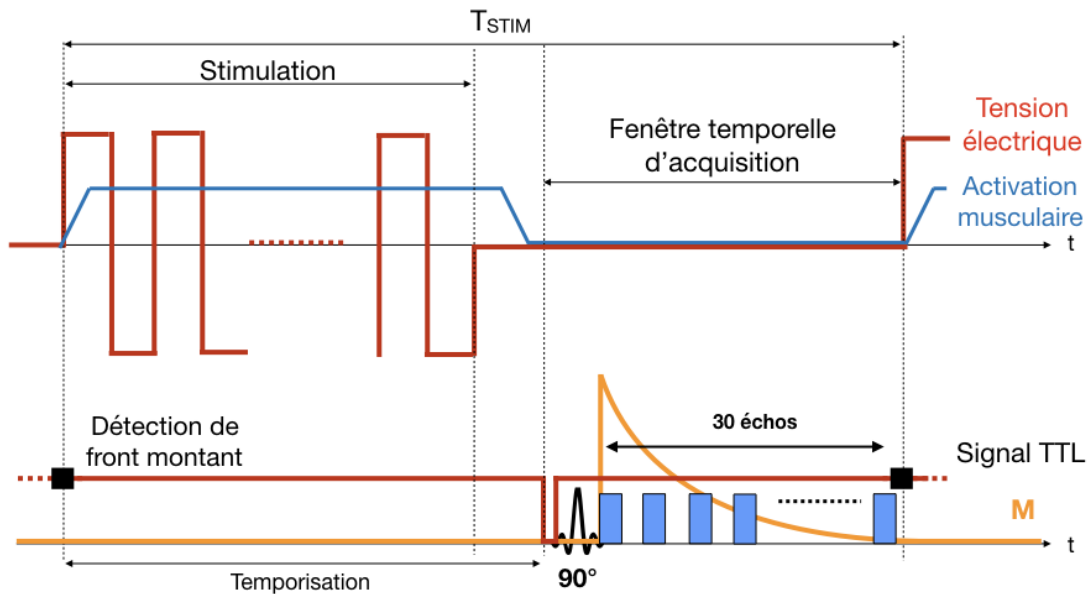 TSTIM
Stimulation
Fenêtre temporelle
d'acquisition
Tension
électrique
Activation
musculaire
t
Détection de
front montant
30 échos
Signal TTL
M
t
Temporisation
90°